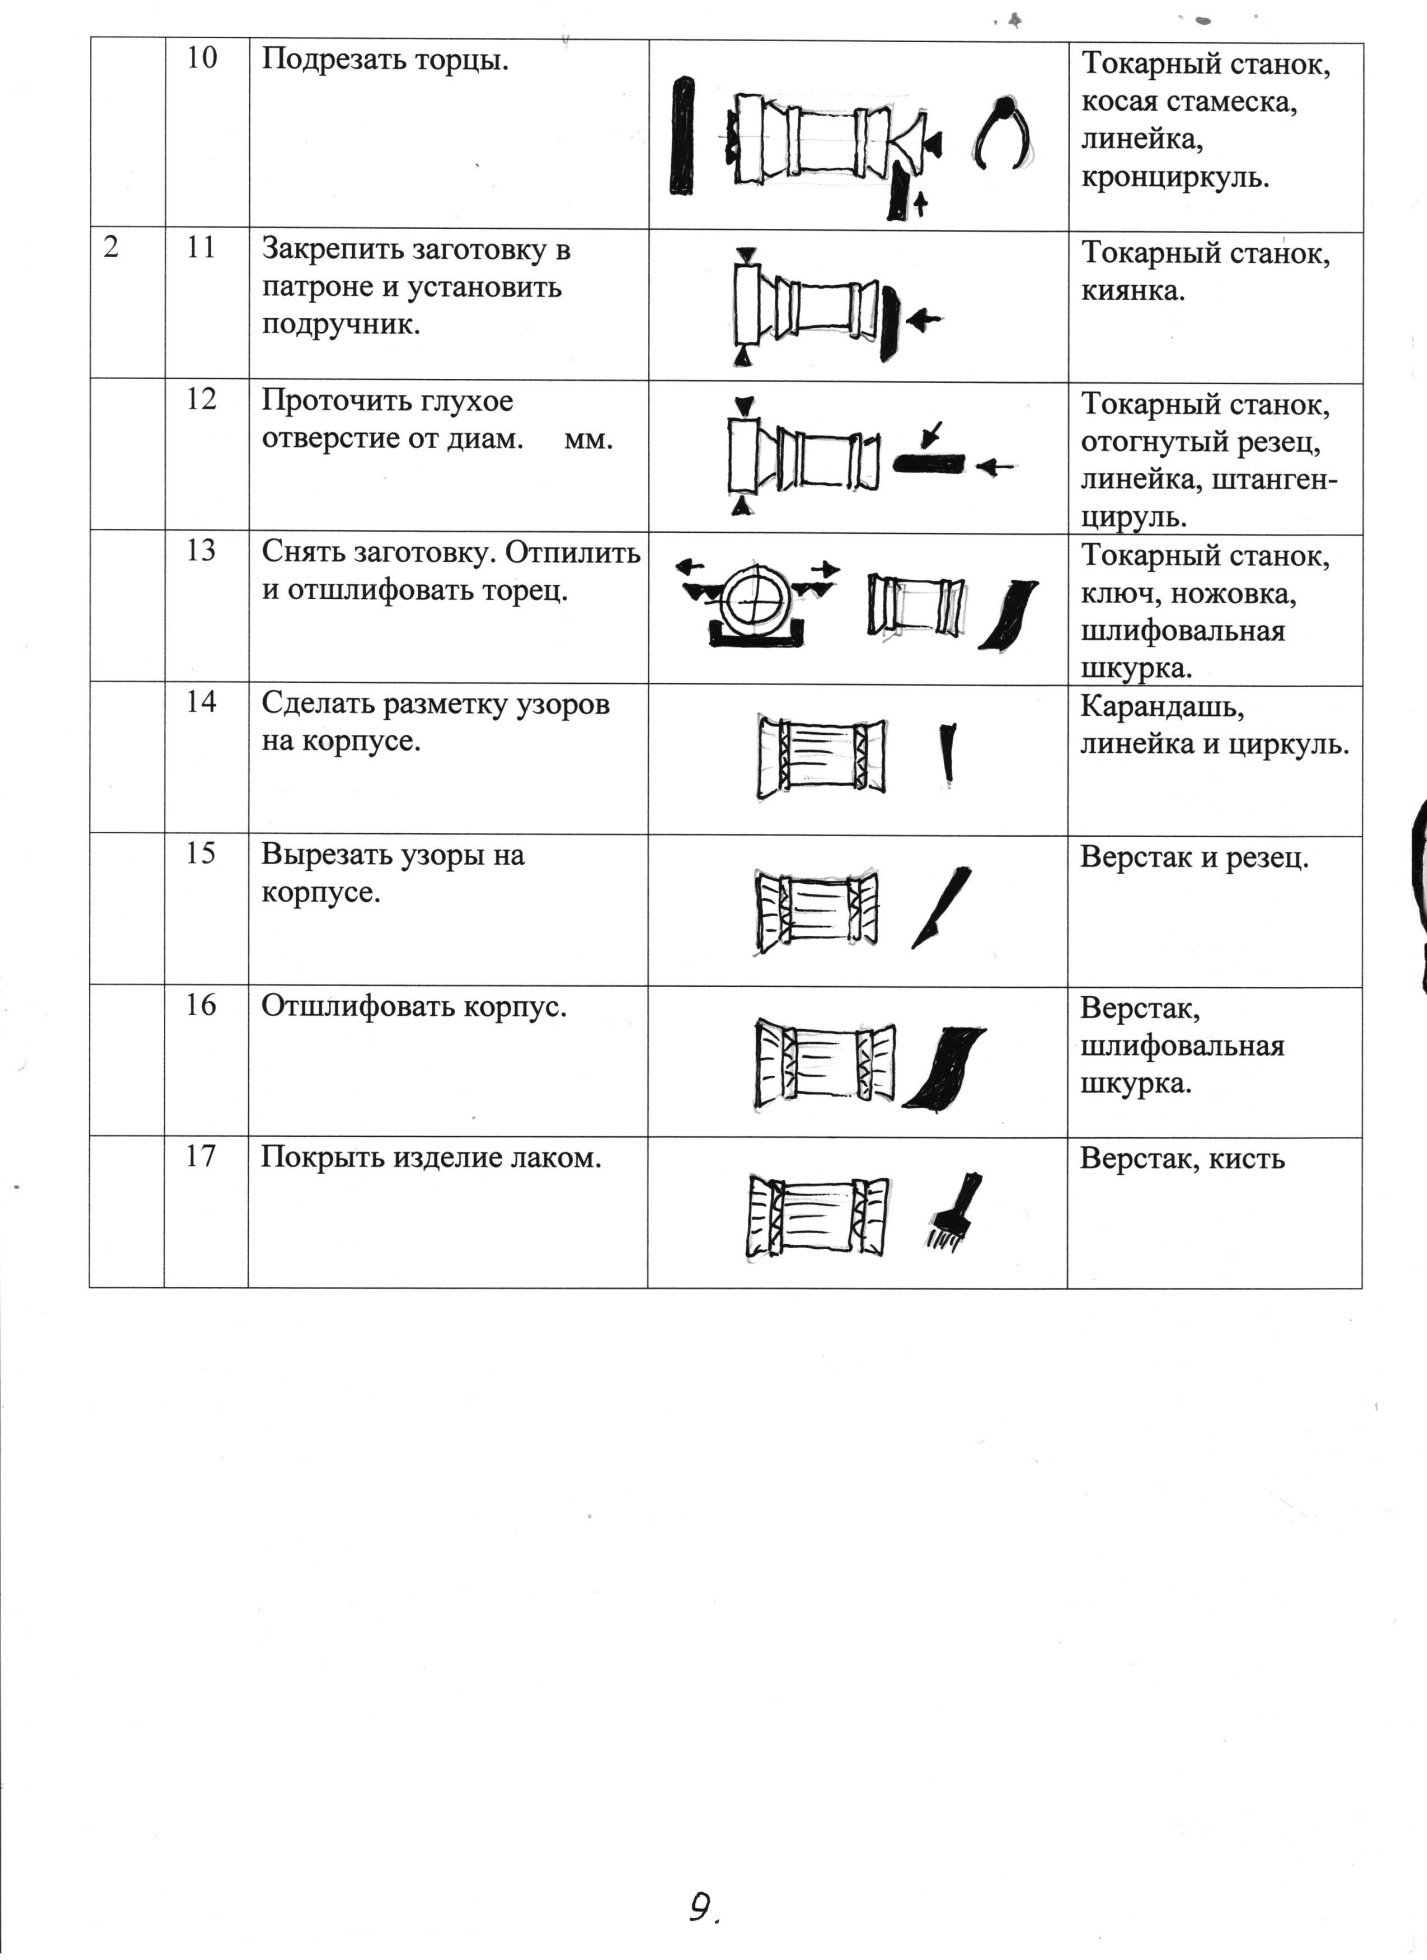 10
Подрезать торцы.
Токарный станок,
косая стамеска,
линейка,
кронциркуль.
2
11
Закрепить заготовку в
патроне и установить
подручник.
Токарный станок,
киянка.
12
Проточить глухое
отверстие от диам. мм.
Токарный станок,
отогнутый резец,
линейка, штанген-
цируль.
13
Снять заготовку. Отпилить
и отшлифовать торец.
Токарный станок,
ключ, ножовка,
шлифовальная
шкурка.
14
Сделать разметку узоров
на корпусе.
Карандашь,
линейка и циркуль.
15
Вырезать узоры на
корпусе.
Верстак и резец.
16
Отшлифовать корпус.
Верстак,
шлифовальная
шкурка.
17
Покрыть изделие лаком.
Верстак, кисть
9.